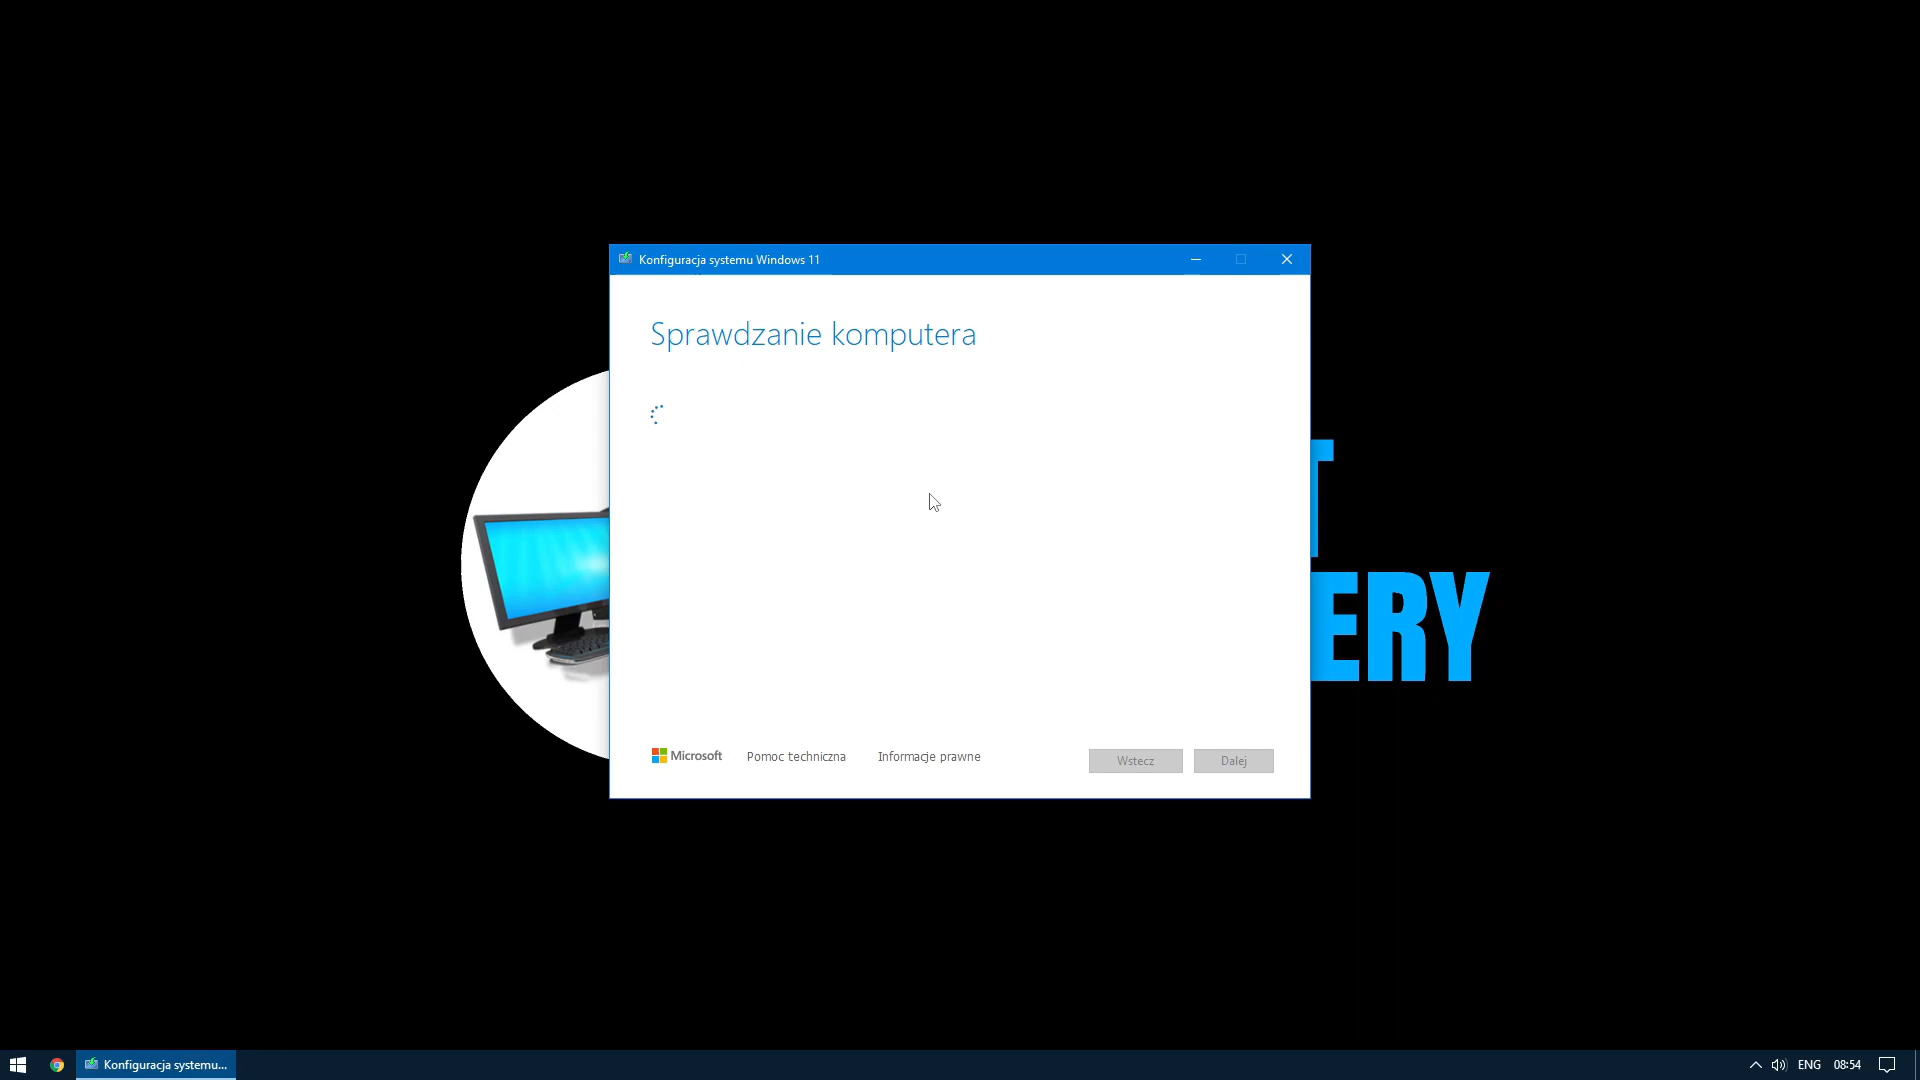 Konfiguracja systemu Windows 11
Sprawdzanie komputera
T
ERY
Microsoft
Pomoc techniczna
Informacje prawne
Wstecz
Dalej
Konfiguracja systemu...
ENG
08:54